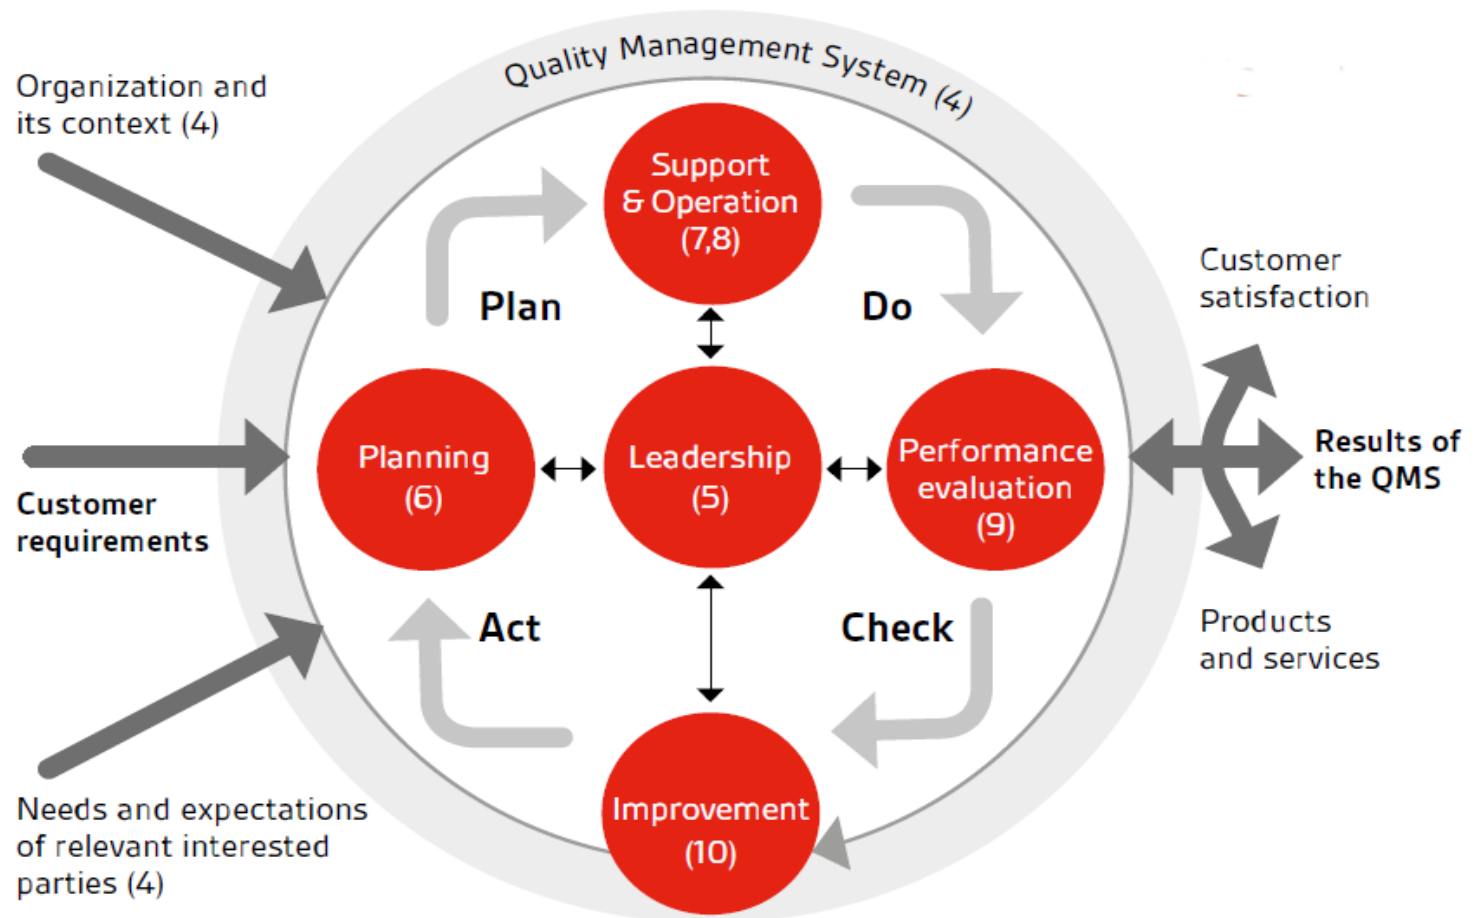 Quality Management System (4)
Organization and
its context (4)
Support
& Operation
(7,8)
Plan
Do
Customer
satisfaction
Planning
(6)
Leadership
(5)
Performance
evaluation
(9)
Results of
the QMS
Customer
requirements
Act
Check
Products
and services
Improvement
(10)
Needs and expectations
of relevant interested
parties (4)